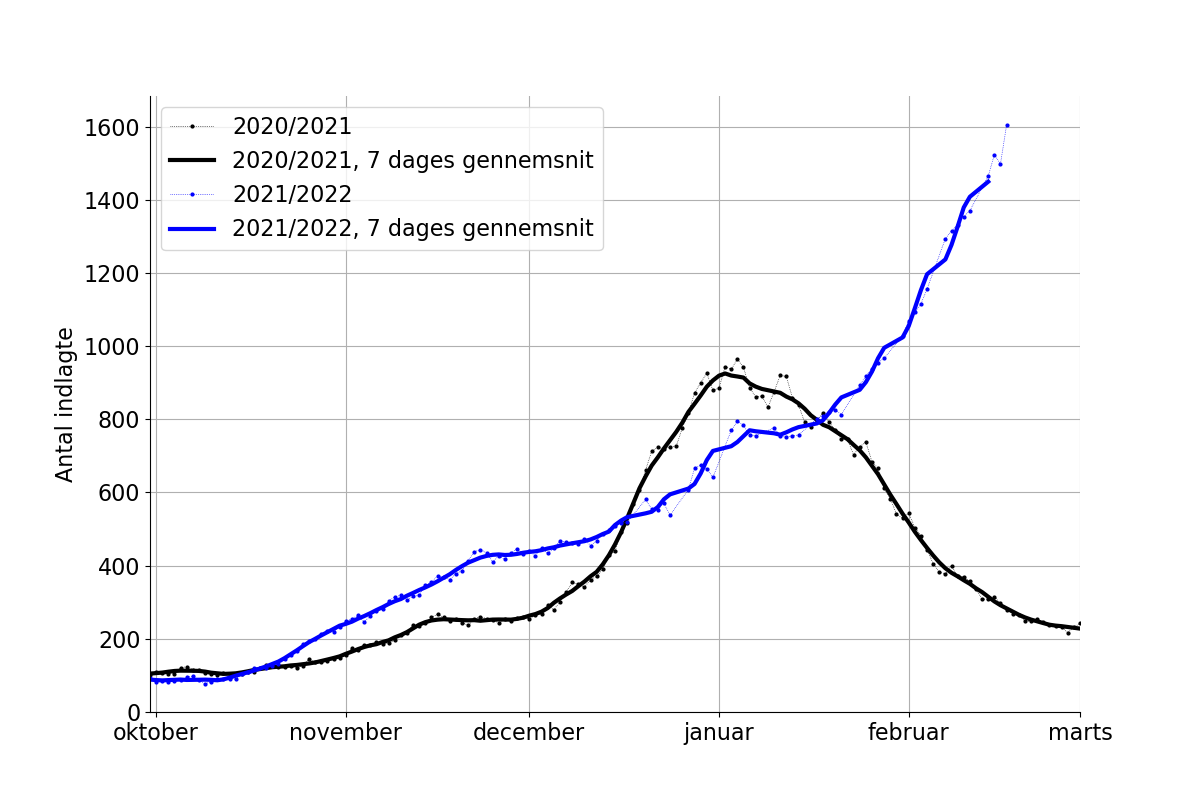 2020/2021
2020/2021, 7 dages gennemsnit
2021/2022
2021/2022, 7 dages gennemsnit
Antal indlagte
1600
1400
1200
1000
800
600
400
200
0
oktober november december januar februar marts